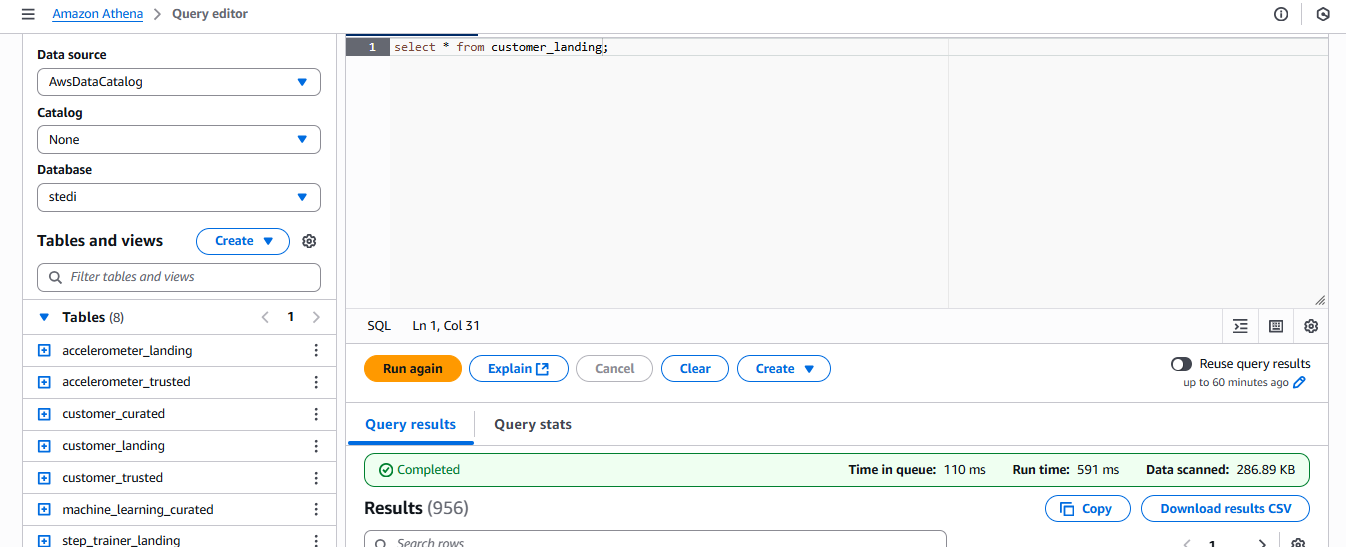 Amazon Athena > Query editor
Data source
AwsDataCatalog
Catalog
None
Database
stedi
Tables and views
Create
Filter tables and views
Tables (8)
< 1 >
accelerometer_landing
accelerometer_trusted
customer_curated
customer_landing
customer_trusted
machine_learning_curated
step_trainer_landing
1 select * from customer_landing;
SQL Ln 1, Col 31
Run again Explain Cancel Clear Create
Reuse query results
up to 60 minutes ago
Query results Query stats
Completed Time in queue: 110 ms Run time: 591 ms Data scanned: 286.89 KB
Results (956) Copy Download results CSV
Search rows < 1 >